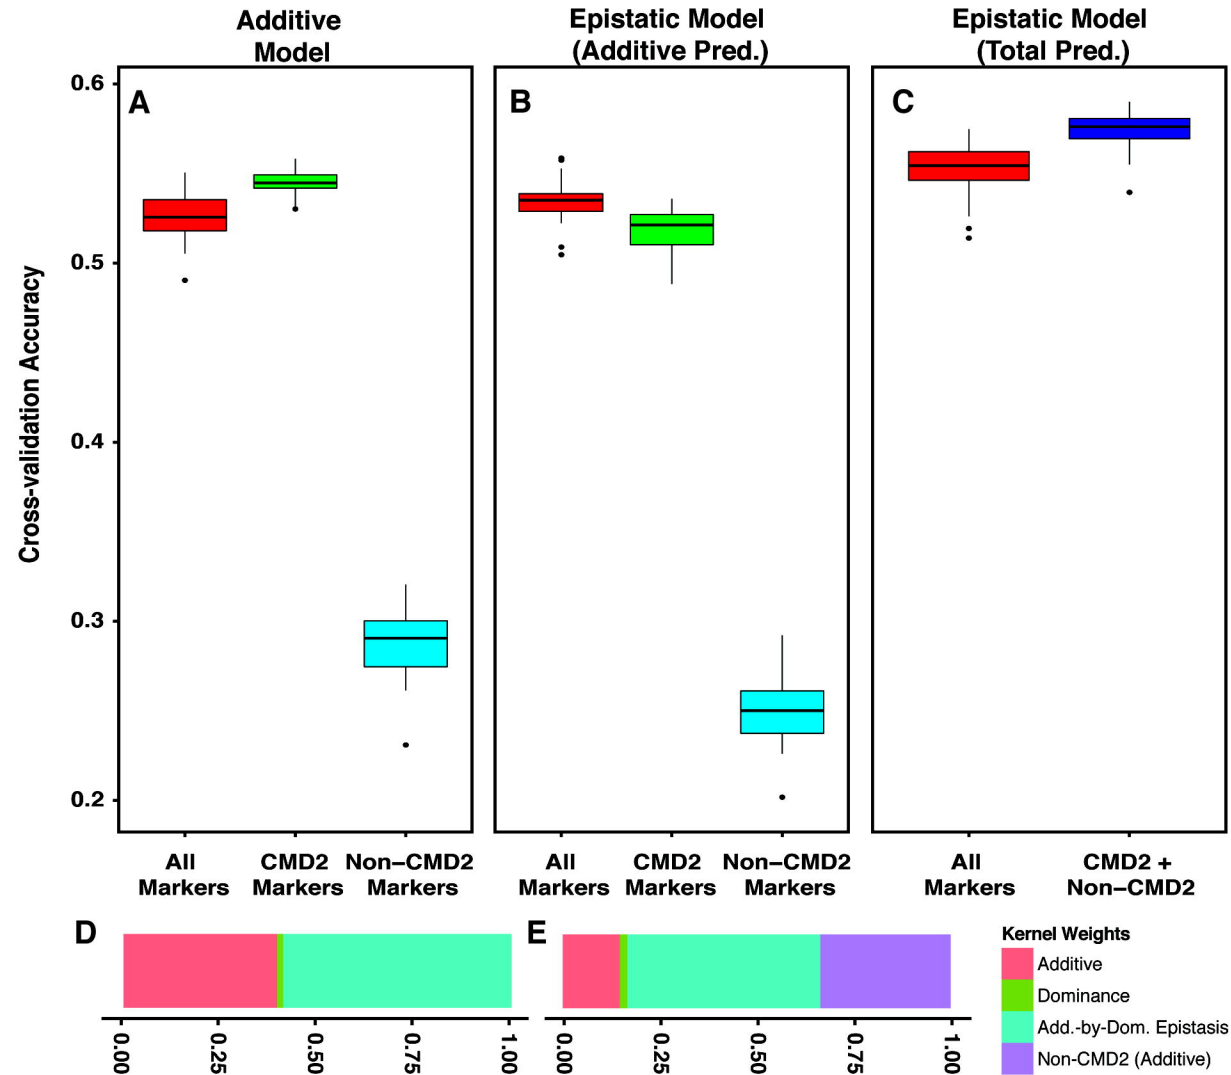 Additive
Model
Epistatic Model
(Additive Pred.)
Epistatic Model
(Total Pred.)
A
B
C
Cross-validation Accuracy
0.6
0.5
0.4
0.3
0.2
All
Markers
CMD2
Markers
Non–CMD2
Markers
All
Markers
CMD2
Markers
Non–CMD2
Markers
All
Markers
CMD2 +
Non–CMD2
D
0.00
0.25
0.50
0.75
1.00
E
0.00
0.25
0.50
0.75
1.00
Kernel Weights
Additive
Dominance
Add.-by-Dom. Epistasis
Non-CMD2 (Additive)